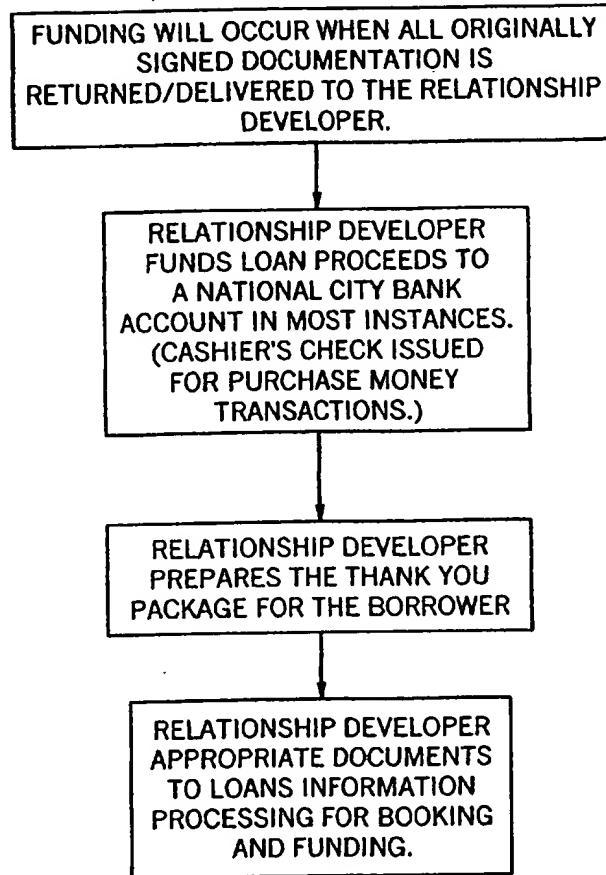 FUNDING WILL OCCUR WHEN ALL ORIGINALLY
SIGNED DOCUMENTATION IS
RETURNED/DELIVERED TO THE RELATIONSHIP
DEVELOPER.
RELATIONSHIP DEVELOPER
FUNDS LOAN PROCEEDS TO
A NATIONAL CITY BANK
ACCOUNT IN MOST INSTANCES.
(CASHIER'S CHECK ISSUED
FOR PURCHASE MONEY
TRANSACTIONS.)
RELATIONSHIP DEVELOPER
PREPARES THE THANK YOU
PACKAGE FOR THE BORROWER
RELATIONSHIP DEVELOPER
APPROPRIATE DOCUMENTS
TO LOANS INFORMATION
PROCESSING FOR BOOKING
AND FUNDING.